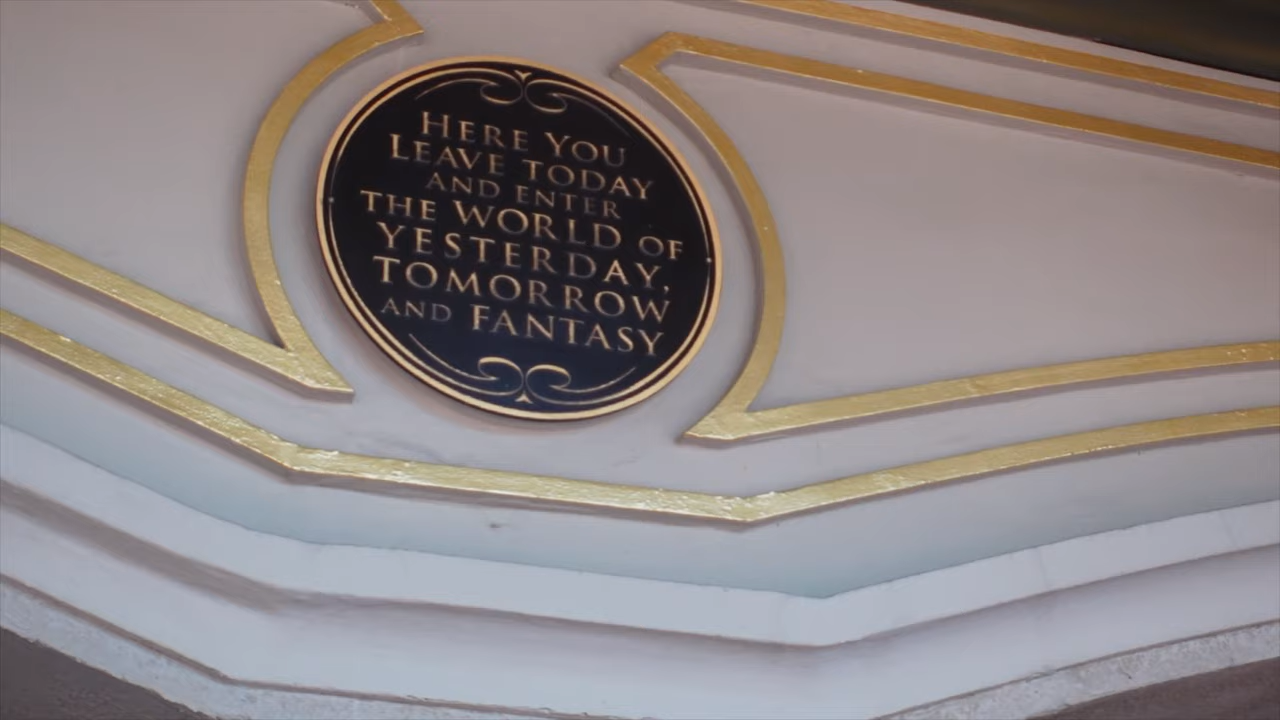 HERE YOU
LEAVE TODAY
AND ENTER
THE WORLD OF
YESTERDAY,
TOMORROW
AND FANTASY